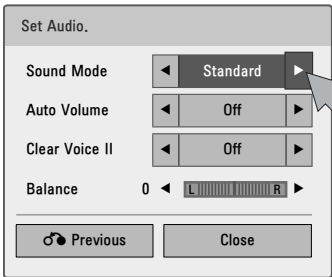 Set Audio.
Sound Mode ◀ Standard ▶
Auto Volume ◀ Off ▶
Clear Voice II ◀ Off ▶
Balance 0 ◀ L R ▶
Previous Close